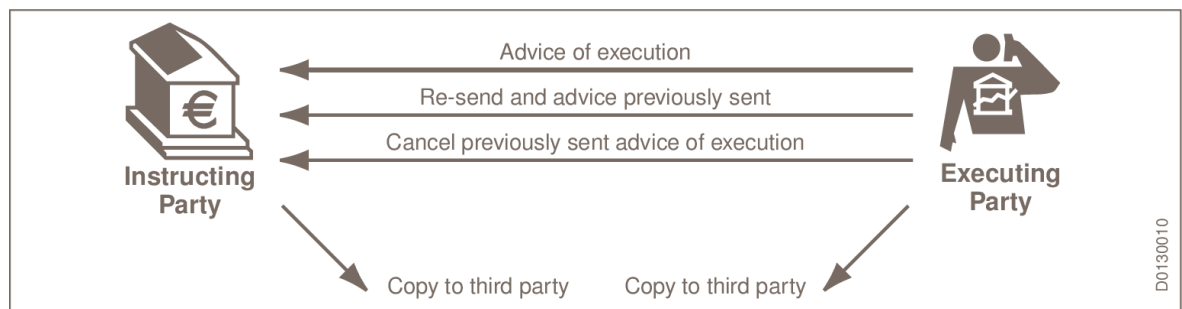 Advice of execution
Re-send and advice previously sent
Cancel previously sent advice of execution
€
Instructing
Party
Executing
Party
Copy to third party
Copy to third party
D0130010